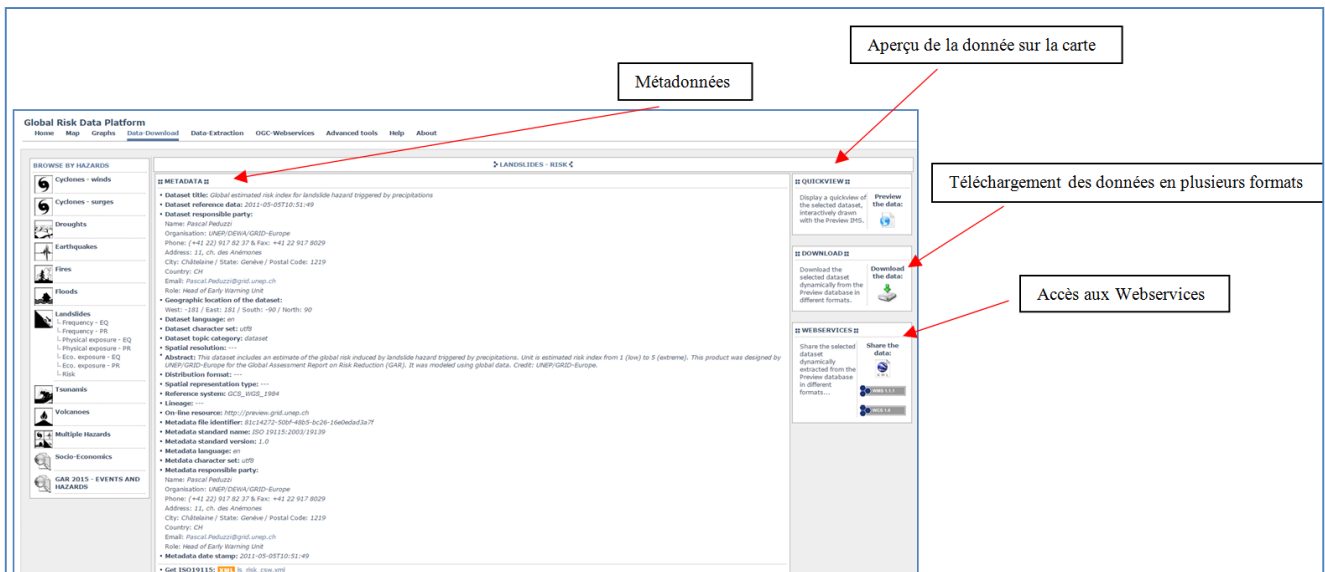 Aperçu de la donnée sur la carte
Métadonnées
Téléchargement des données en plusieurs formats
Accès aux Webservices
Global Risk Data Platform
Home Map Graphs Data-Download Data-Extraction OGC-Webservices Advanced tools Help About
BROWSE BY HAZARDS
Cyclones - winds
Cyclones - surges
Droughts
Earthquakes
Fires
Floods
Landslides
Frequency - EQ
Frequency - PR
Physical exposure - EQ
Physical exposure - PR
Eco. exposure - EQ
Eco. exposure - PR
Risk
Tsunamis
Volcanoes
Multiple Hazards
Socio-Economics
GAR 2015 - EVENTS AND
HAZARDS
LANDSLIDES - RISK
:: METADATA ::
• Dataset title: Global estimated risk index for landslide hazard triggered by precipitations
• Dataset reference data: 2011-05-05T10:51:49
• Dataset responsible party:
Name: Pascal Peduzzi
Organisation: UNEP/DEWA/GRID-Europe
Phone: (+41 22) 917 82 37 & Fax: +41 22 917 8029
Address: 11, ch. des Anémones
City: Châtelaine / State: Genève / Postal Code: 1219
Country: CH
Email: Pascal.Peduzzi@grid.unep.ch
Role: Head of Early Warning Unit
• Geographic location of the dataset:
West: -181 / East: 181 / South: -90 / North: 90
• Dataset language: en
• Dataset character set: utf8
• Dataset topic category: dataset
• Spatial resolution: ---
• Abstract: This dataset includes an estimate of the global risk induced by landslide hazard triggered by precipitations. Unit is estimated risk index from 1 (low) to 5 (extreme). This product was designed by
UNEP/GRID-Europe for the Global Assessment Report on Risk Reduction (GAR). It was modeled using global data. Credit: UNEP/GRID-Europe.
• Distribution format: ---
• Spatial representation type: ---
• Reference system: GCS_WGS_1984
• Lineage: ---
• On-line resource: http://preview.grid.unep.ch
• Metadata file identifier: 81c14272-50bf-48b5-bc26-16e0edad3a7f
• Metadata standard name: ISO 19115:2003/19139
• Metadata standard version: 1.0
• Metadata language: en
• Metdata character set: utf8
• Metadata responsible party:
Name: Pascal Peduzzi
Organisation: UNEP/DEWA/GRID-Europe
Phone: (+41 22) 917 82 37 & Fax: +41 22 917 8029
Address: 11, ch. des Anémones
City: Châtelaine / State: Genève / Postal Code: 1219
Country: CH
Email: Pascal.Peduzzi@grid.unep.ch
Role: Head of Early Warning Unit
• Metadata date stamp: 2011-05-05T10:51:49
• Get ISO19115: XML ls_risk_csw.xml
:: QUICKVIEW ::
Display a quickview of
the selected dataset,
interactively drawn
with the Preview IMS.
Preview
the data:
:: DOWNLOAD ::
Download the
selected dataset
dynamically from the
Preview database in
different formats.
Download
the data:
:: WEBSERVICES ::
Share the selected
dataset
dynamically
extracted from the
Preview database
in different
formats...
Share the
data:
XML
WMS 1.1.1
WCS 1.0